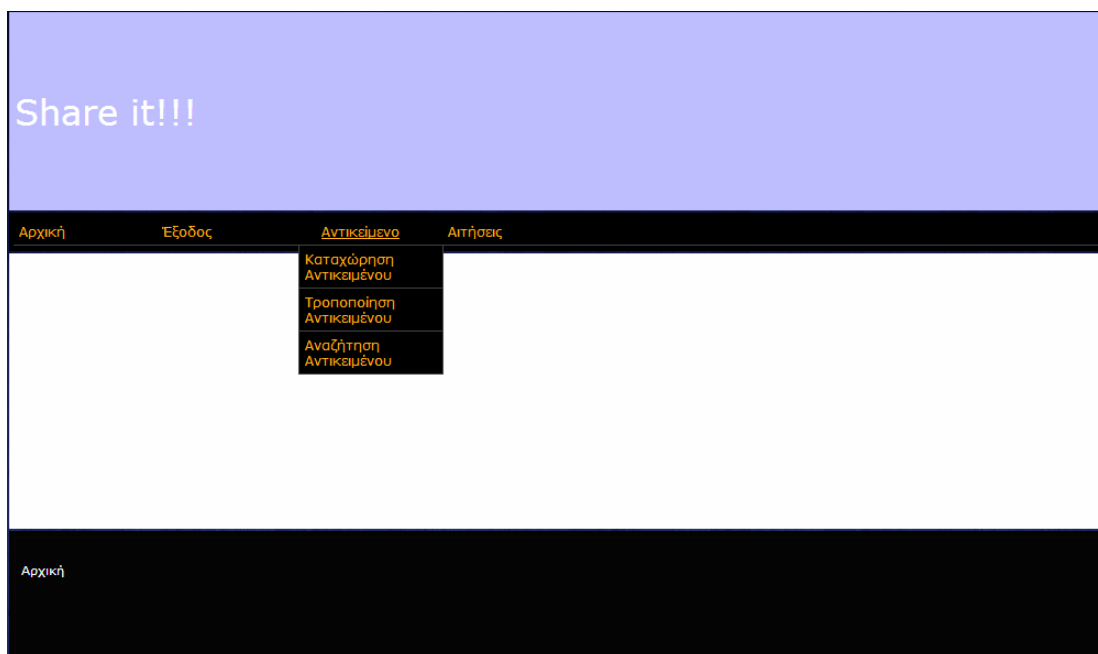 Share it!!!
Αρχική Έξοδος Αντικείμενο Αιτήσεις
Καταχώρηση
Αντικειμένου
Τροποποίηση
Αντικειμένου
Αναζήτηση
Αντικειμένου
Αρχική